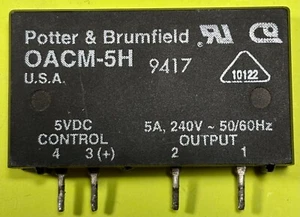 Potter & Brumfield
OACM-5H 9417
U.S.A.
10122
5VDC 5A, 240V ~ 50/60Hz
CONTROL OUTPUT
4 3 (+) 2 1